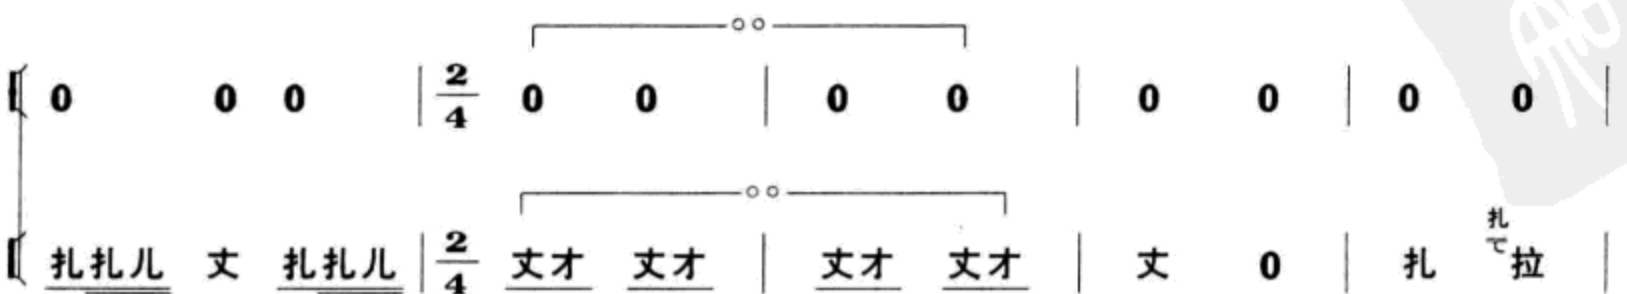 0 0 0 | 2/4 0 0 | 0 0 | 0 0 | 0 0 |
扎扎儿 丈 扎扎儿 | 2/4 丈才 丈才 | 丈才 丈才 | 丈 0 | 扎 扎拉 |